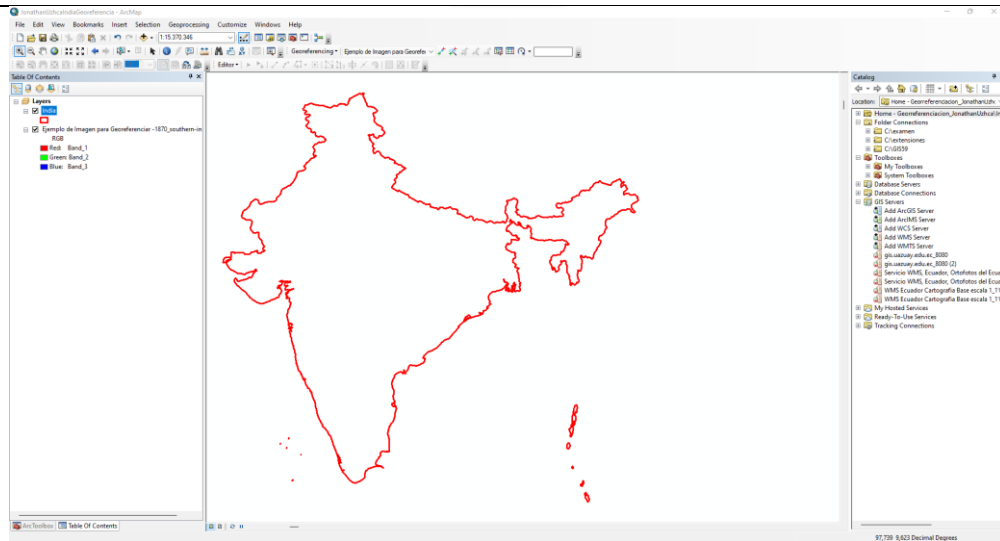 JonathanUzhcaIndiaGeoreferencia - ArcMap
File Edit View Bookmarks Insert Selection Geoprocessing Customize Windows Help
1:15.370.346
Georeferencing Ejemplo de Imagen para Georefer
Editor
Table Of Contents
Layers
India
Ejemplo de Imagen para Georeferenciar -1870_southern-in
RGB
Red: Band_1
Green: Band_2
Blue: Band_3
ArcToolbox Table Of Contents
Catalog
Location: Home - Georreferenciacion_JonathanUzhc
Home - Georreferenciacion_JonathanUzhca\In
Folder Connections
C:\examen
C:\extensiones
C:\GIS59
Toolboxes
My Toolboxes
System Toolboxes
Database Servers
Database Connections
GIS Servers
Add ArcGIS Server
Add ArcIMS Server
Add WCS Server
Add WMS Server
Add WMTS Server
gis.uazuay.edu.ec_8080
gis.uazuay.edu.ec_8080 (2)
Servicio WMS, Ecuador, Ortofotos del Ecua
Servicio WMS, Ecuador, Ortofotos del Ecua
WMS Ecuador Cartografía Base escala 1_11
WMS Ecuador Cartografía Base escala 1_11
My Hosted Services
Ready-To-Use Services
Tracking Connections
97,739 9,623 Decimal Degrees